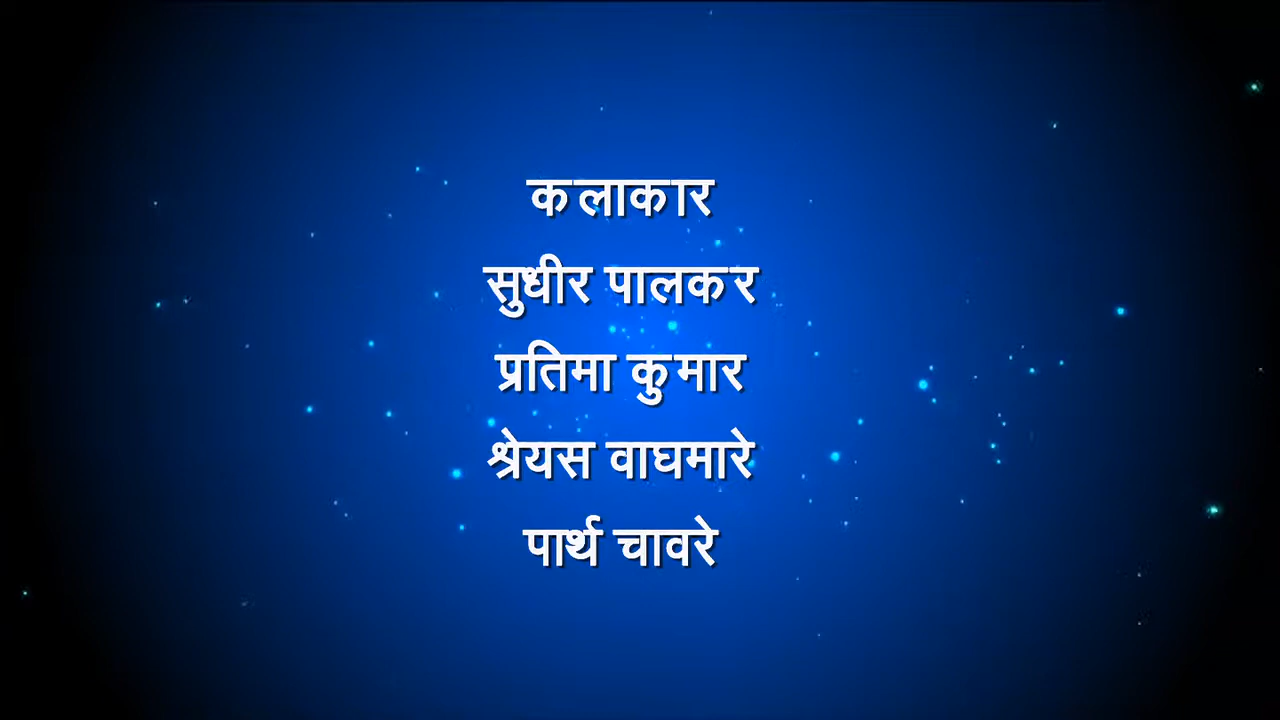 कलाकार
सुधीर पालकर
प्रतिमा कुमार
श्रेयस वाघमारे
पार्थ चावरे